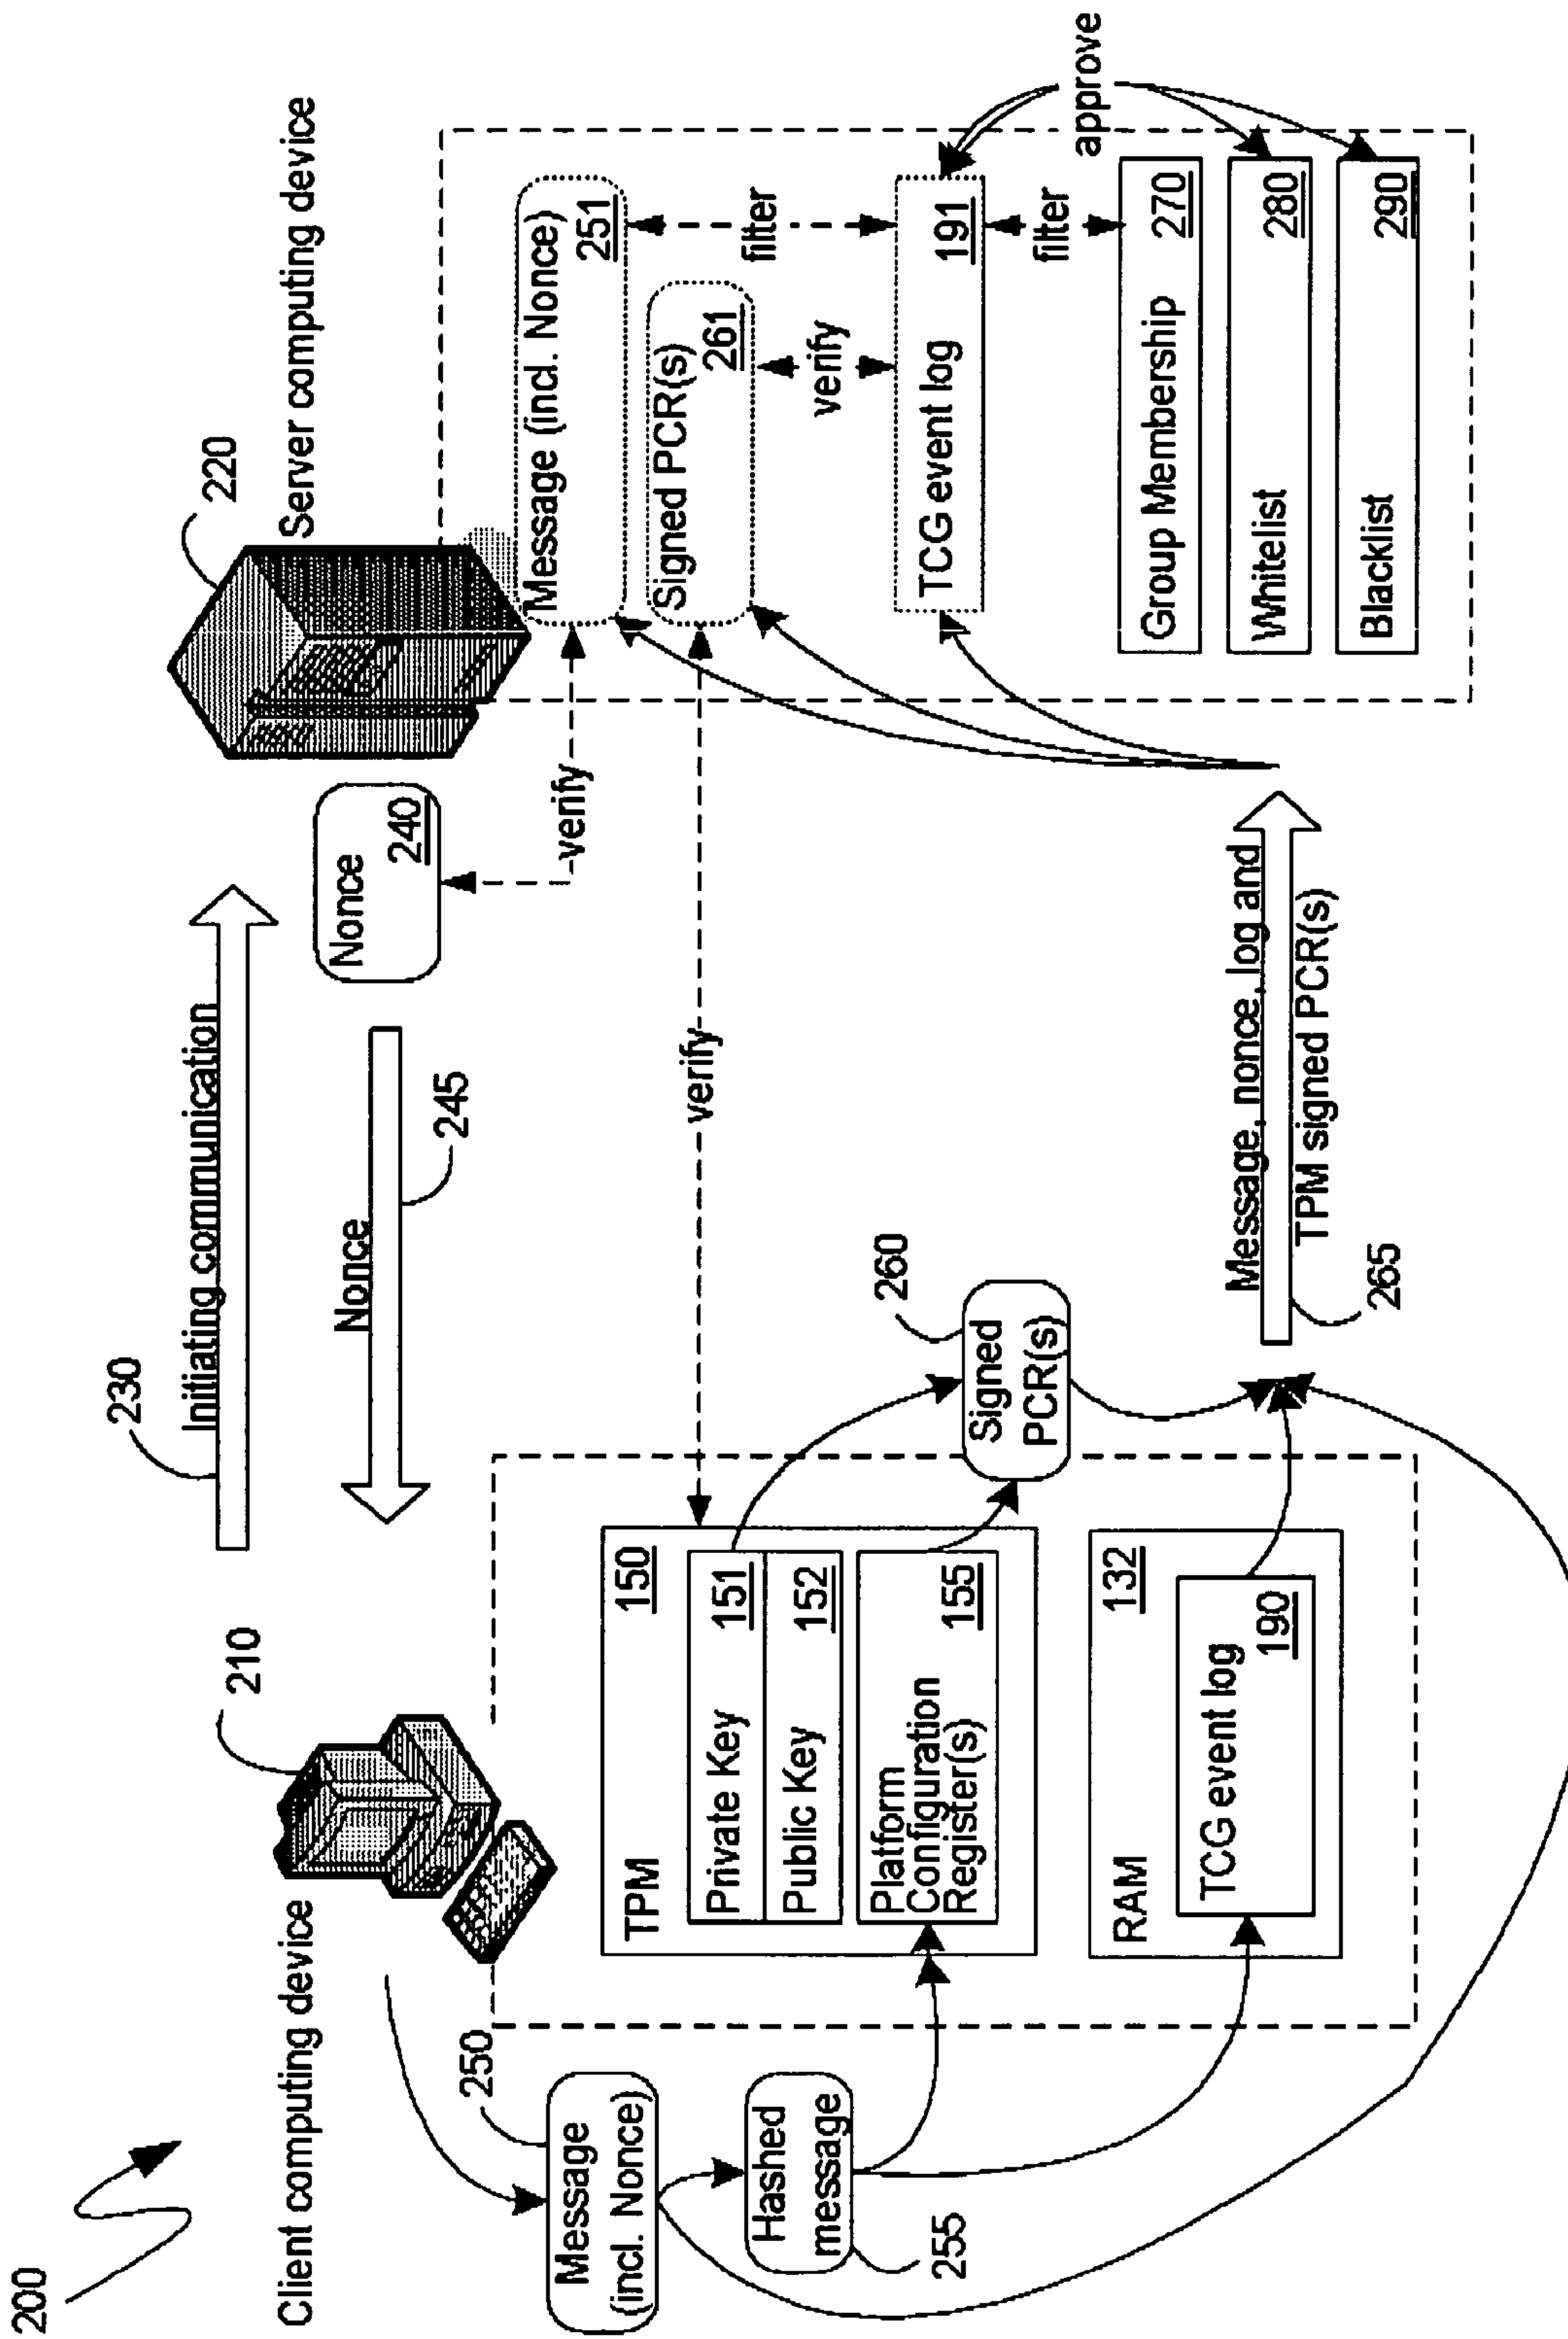 200
230
Initiating communication
220
Server computing device
210
Client computing device
Nonce
240
Nonce
245
250
Message
(incl. Nonce)
Hashed
message
255
TPM
150
Private Key
151
Public Key
152
Platform
Configuration
Register(s)
155
RAM
132
TCG event log
190
260
Signed
PCR(s)
verify
verify
Message, nonce, log and
TPM signed PCR(s)
265
Message (incl. Nonce)
251
Signed PCR(s)
261
filter
verify
TCG event log
191
filter
approve
Group Membership
270
Whitelist
280
Blacklist
290